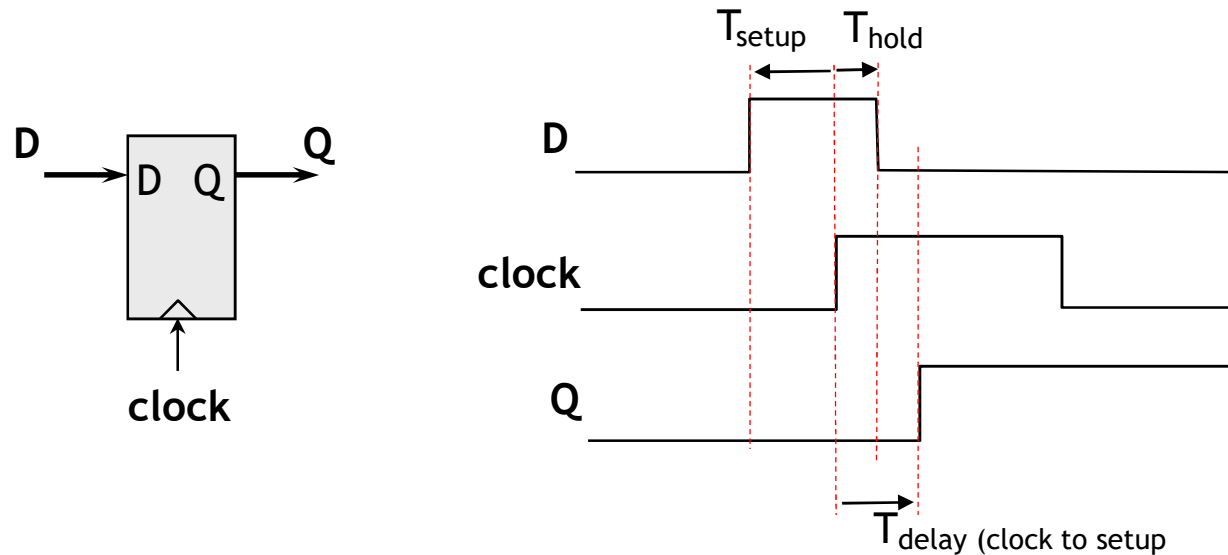 D
Q
D Q
clock
Tsetup
Thold
D
clock
Q
Tdelay (clock to setup